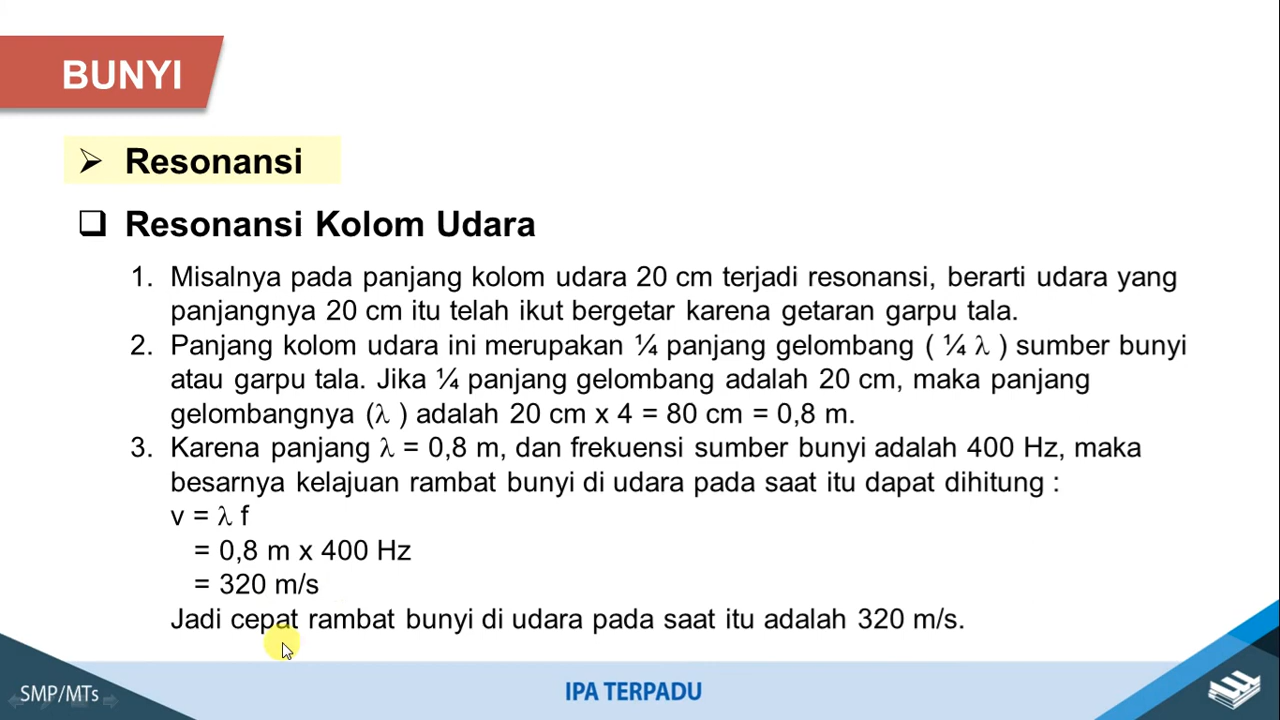 BUNYI
➢ Resonansi
❑ Resonansi Kolom Udara
1. Misalnya pada panjang kolom udara 20 cm terjadi resonansi, berarti udara yang
panjangnya 20 cm itu telah ikut bergetar karena getaran garpu tala.
2. Panjang kolom udara ini merupakan ¼ panjang gelombang ( ¼ λ ) sumber bunyi
atau garpu tala. Jika ¼ panjang gelombang adalah 20 cm, maka panjang
gelombangnya (λ ) adalah 20 cm x 4 = 80 cm = 0,8 m.
3. Karena panjang λ = 0,8 m, dan frekuensi sumber bunyi adalah 400 Hz, maka
besarnya kelajuan rambat bunyi di udara pada saat itu dapat dihitung :
v = λ f
= 0,8 m x 400 Hz
= 320 m/s
Jadi cepat rambat bunyi di udara pada saat itu adalah 320 m/s.
SMP/MTs
IPA TERPADU